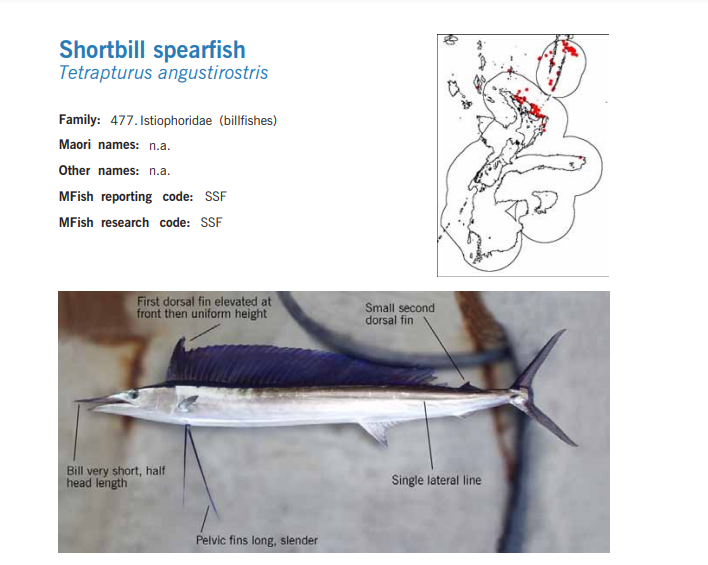 Shortbill spearfish
Tetrapturus angustirostris
Family: 477. Istiophoridae (billfishes)
Maori names: n.a.
Other names: n.a.
MFish reporting code: SSF
MFish research code: SSF
First dorsal fin elevated at
front then uniform height
Small second
dorsal fin
Bill very short, half
head length
Single lateral line
Pelvic fins long, slender